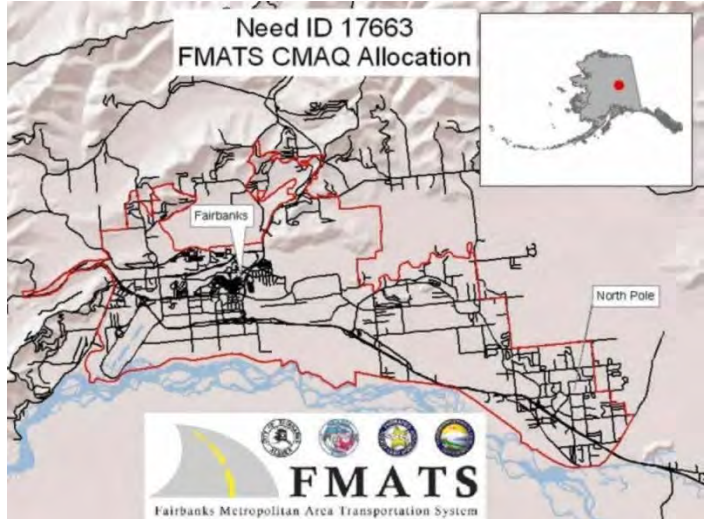 Need ID 17663
FMATS CMAQ Allocation
Fairbanks
North Pole
FMATS
Fairbanks Metropolitan Area Transportation System